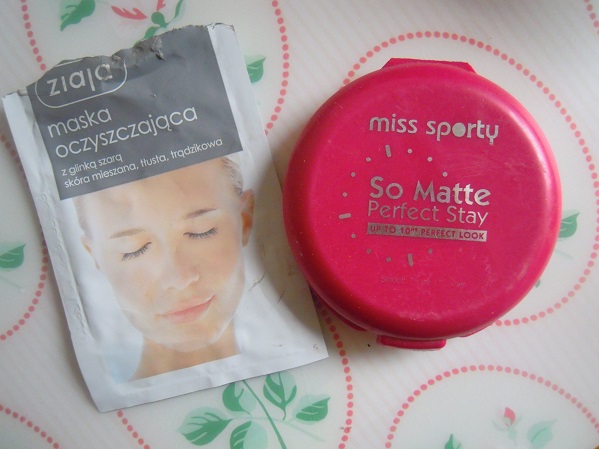 ziaja
maska
oczyszczająca
z glinką szarą
skóra mieszana, tłusta, trądzikowa
miss sporty
So Matte
Perfect Stay
UP TO 10HR PERFECT LOOK